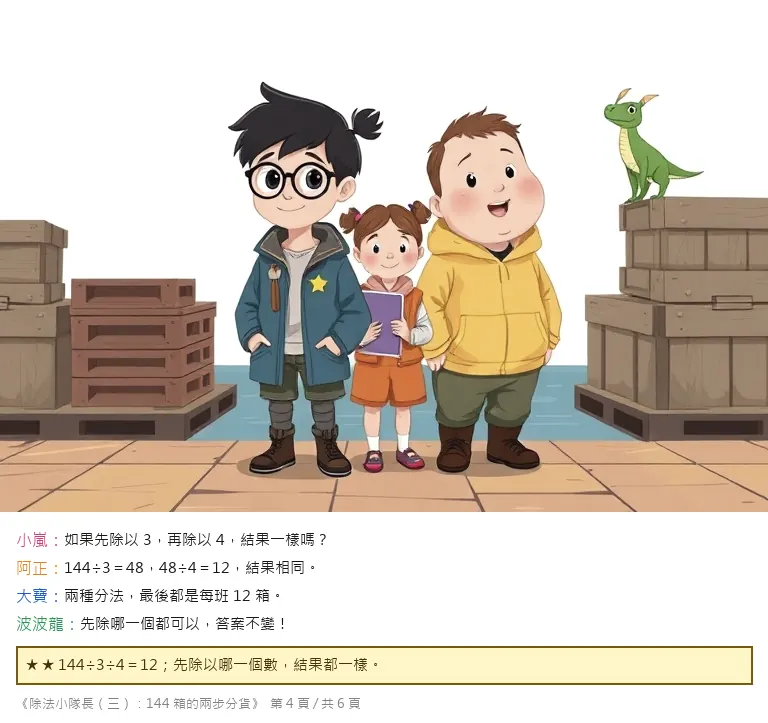 小嵐：如果先除以 3，再除以 4，結果一樣嗎？
阿正：144÷3＝48，48÷4＝12，結果相同。
大寶：兩種分法，最後都是每班 12 箱。
波波龍：先除哪一個都可以，答案不變！
★★144÷3÷4＝12；先除以哪一個數，結果都一樣。
《除法小隊長（三）：144 箱的兩步分貨》 第 4 頁 / 共 6 頁